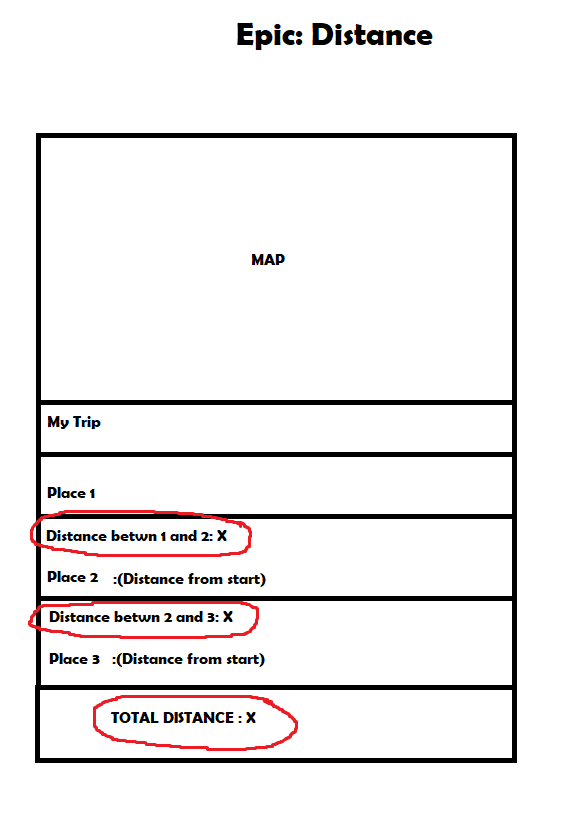 Epic: Distance
MAP
My Trip
Place 1
Distance betwn 1 and 2: X
Place 2 :(Distance from start)
Distance betwn 2 and 3: X
Place 3 :(Distance from start)
TOTAL DISTANCE : X